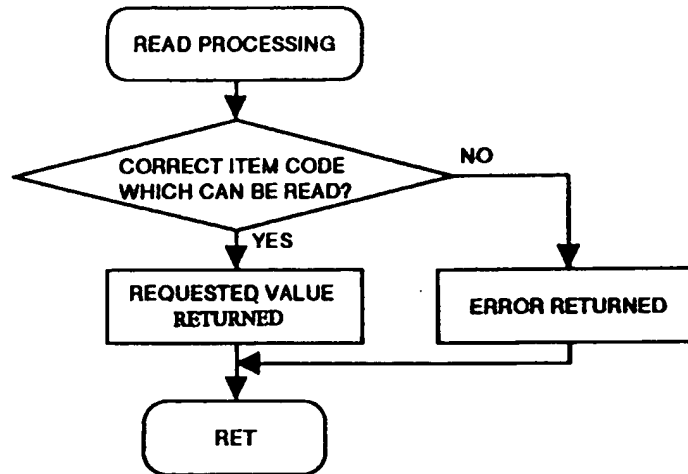 READ PROCESSING
CORRECT ITEM CODE
WHICH CAN BE READ?
NO
YES
REQUESTED VALUE
RETURNED
ERROR RETURNED
RET